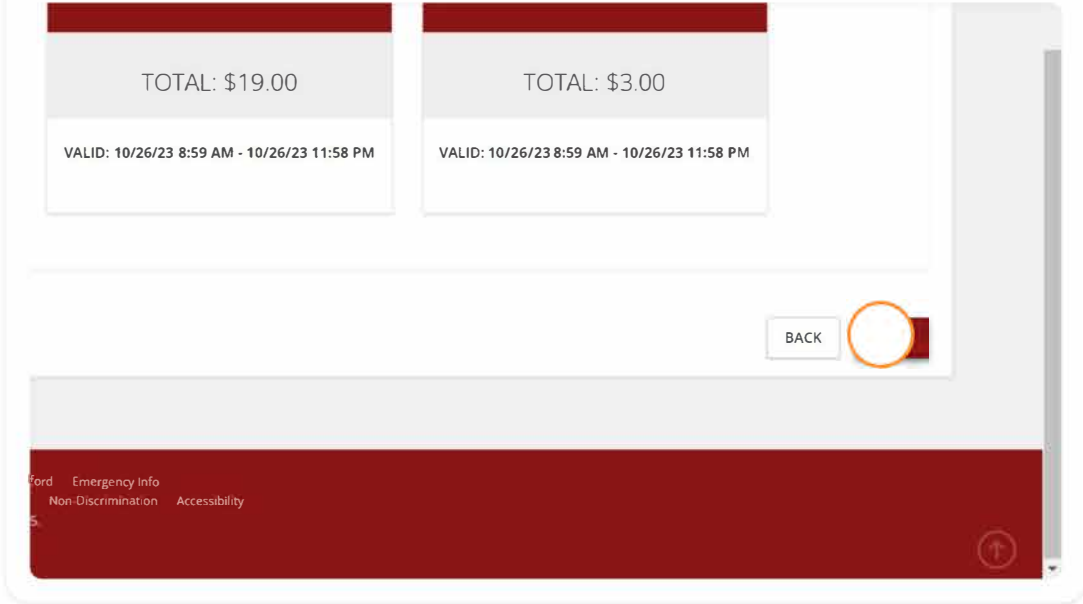 TOTAL: $19.00
TOTAL: $3.00
VALID: 10/26/23 8:59 AM - 10/26/23 11:58 PM
VALID: 10/26/23 8:59 AM - 10/26/23 11:58 PM
BACK
ford Emergency Info
Non-Discrimination Accessibility